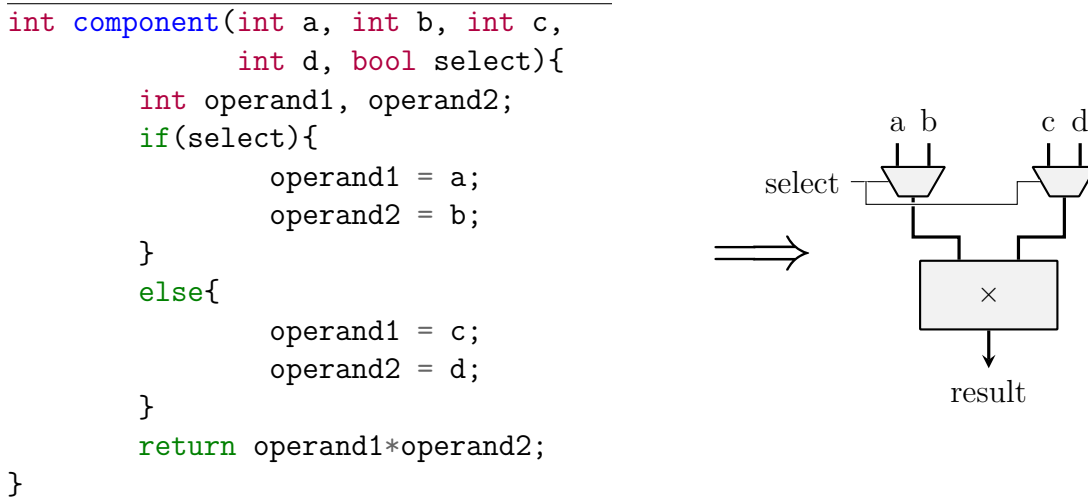 int component(int a, int b, int c,
int d, bool select){
int operand1, operand2;
if(select){
operand1 = a;
operand2 = b;
}
else{
operand1 = c;
operand2 = d;
}
return operand1*operand2;
}
a b c d
select
×
result